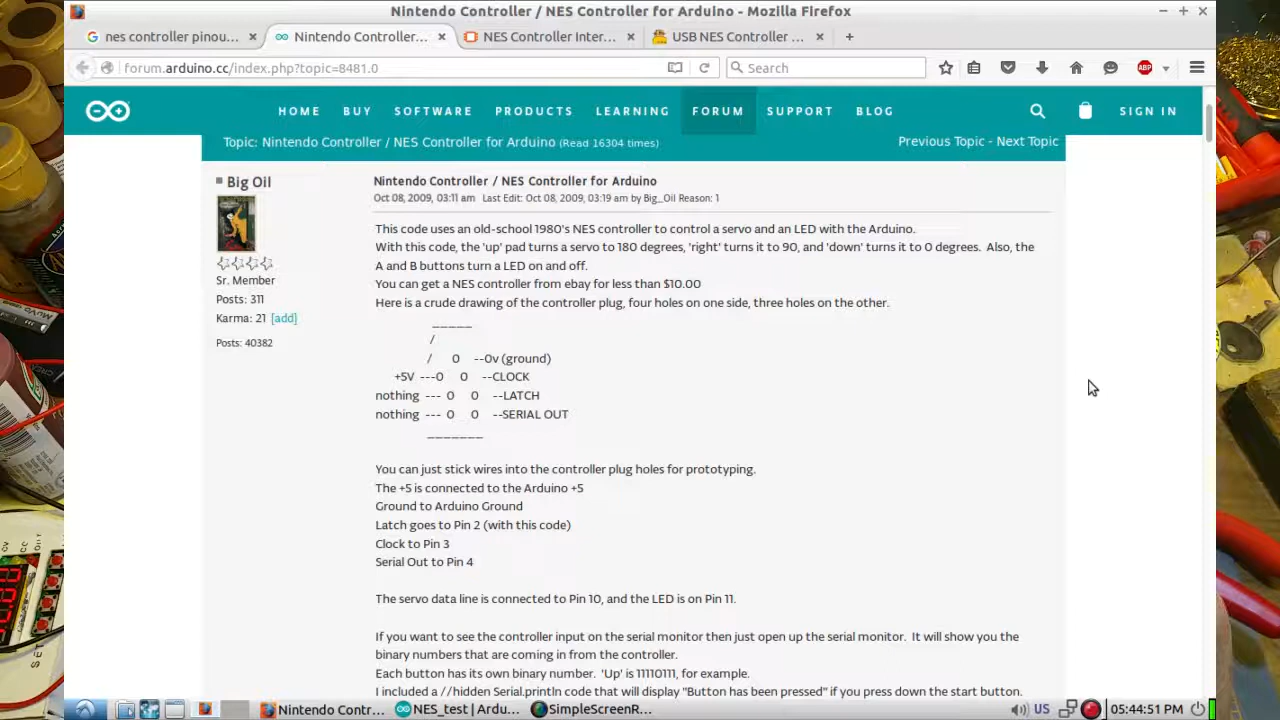 Nintendo Controller / NES Controller for Arduino - Mozilla Firefox
nes controller pinou...
Nintendo Controller...
NES Controller Inter...
USB NES Controller ...
forum.arduino.cc/index.php?topic=8481.0
Search
ABP
HOME BUY SOFTWARE PRODUCTS LEARNING FORUM SUPPORT BLOG
SIGN IN
Topic: Nintendo Controller / NES Controller for Arduino (Read 16304 times)
Previous Topic - Next Topic
Big Oil
Sr. Member
Posts: 311
Karma: 21 [add]
Posts: 40382
Nintendo Controller / NES Controller for Arduino
Oct 08, 2009, 03:11 am Last Edit: Oct 08, 2009, 03:19 am by Big_Oil Reason: 1
This code uses an old-school 1980's NES controller to control a servo and an LED with the Arduino.
With this code, the 'up' pad turns a servo to 180 degrees, 'right' turns it to 90, and 'down' turns it to 0 degrees. Also, the
A and B buttons turn a LED on and off.
You can get a NES controller from ebay for less than $10.00
Here is a crude drawing of the controller plug, four holes on one side, three holes on the other.
_____
/
/ O --0v (ground)
+5V ---O O --CLOCK
nothing --- O O --LATCH
nothing --- O O --SERIAL OUT
_______
You can just stick wires into the controller plug holes for prototyping.
The +5 is connected to the Arduino +5
Ground to Arduino Ground
Latch goes to Pin 2 (with this code)
Clock to Pin 3
Serial Out to Pin 4
The servo data line is connected to Pin 10, and the LED is on Pin 11.
If you want to see the controller input on the serial monitor then just open up the serial monitor. It will show you the
binary numbers that are coming in from the controller.
Each button has its own binary number. 'Up' is 11110111, for example.
I included a //hidden Serial.println code that will display "Button has been pressed" if you press down the start button.
Nintendo Contr...
NES_test | Ardu...
SimpleScreenR...
US
05:44:51 PM